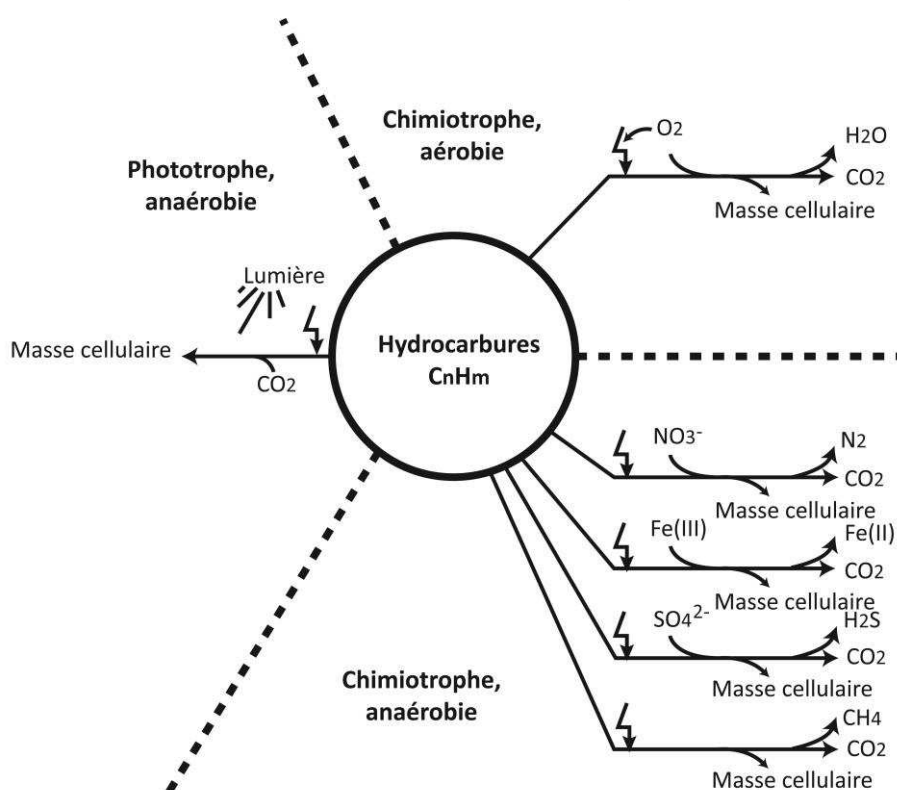 Chimiotrophe,
aérobie
O2
H2O
CO2
Masse cellulaire
Phototrophe,
anaérobie
Lumière
Masse cellulaire
CO2
Hydrocarbures
CnHm
NO3-
N2
CO2
Masse cellulaire
Fe(III)
Fe(II)
CO2
Masse cellulaire
SO4 2-
H2S
CO2
Masse cellulaire
Chimiotrophe,
anaérobie
CH4
CO2
Masse cellulaire